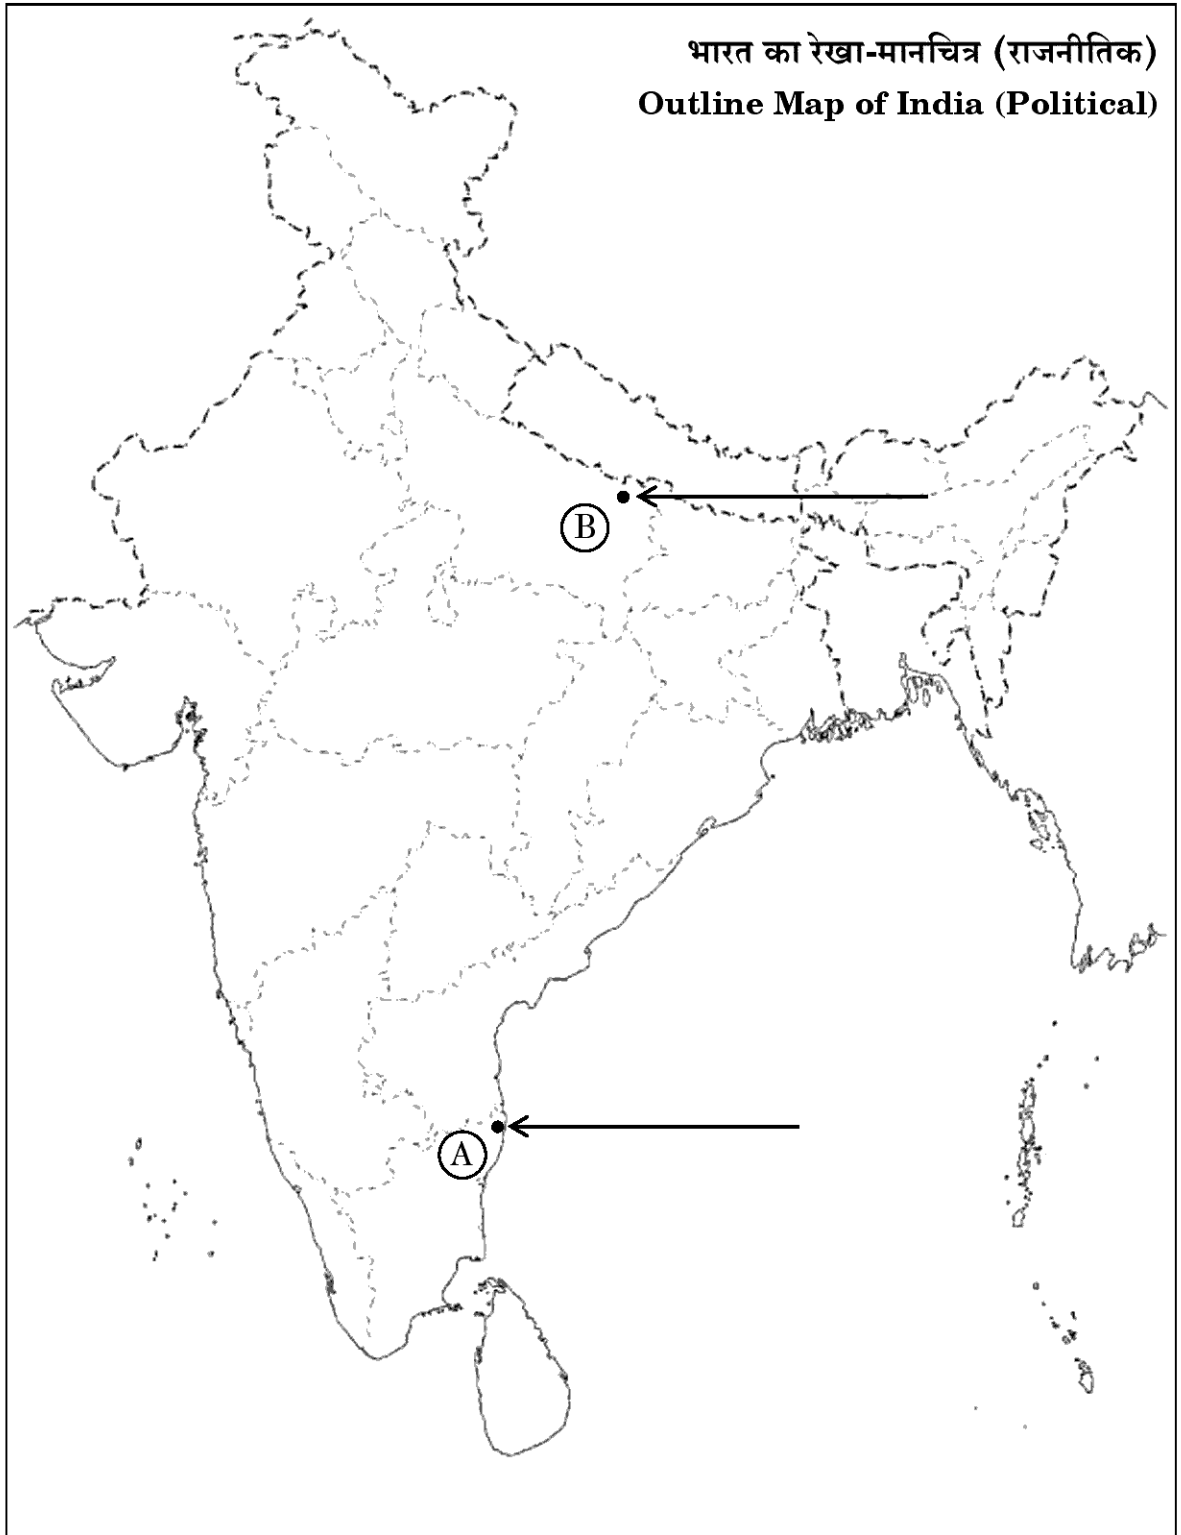 भारत का रेखा-मानचित्र (राजनीतिक)
Outline Map of India (Political)
B
A